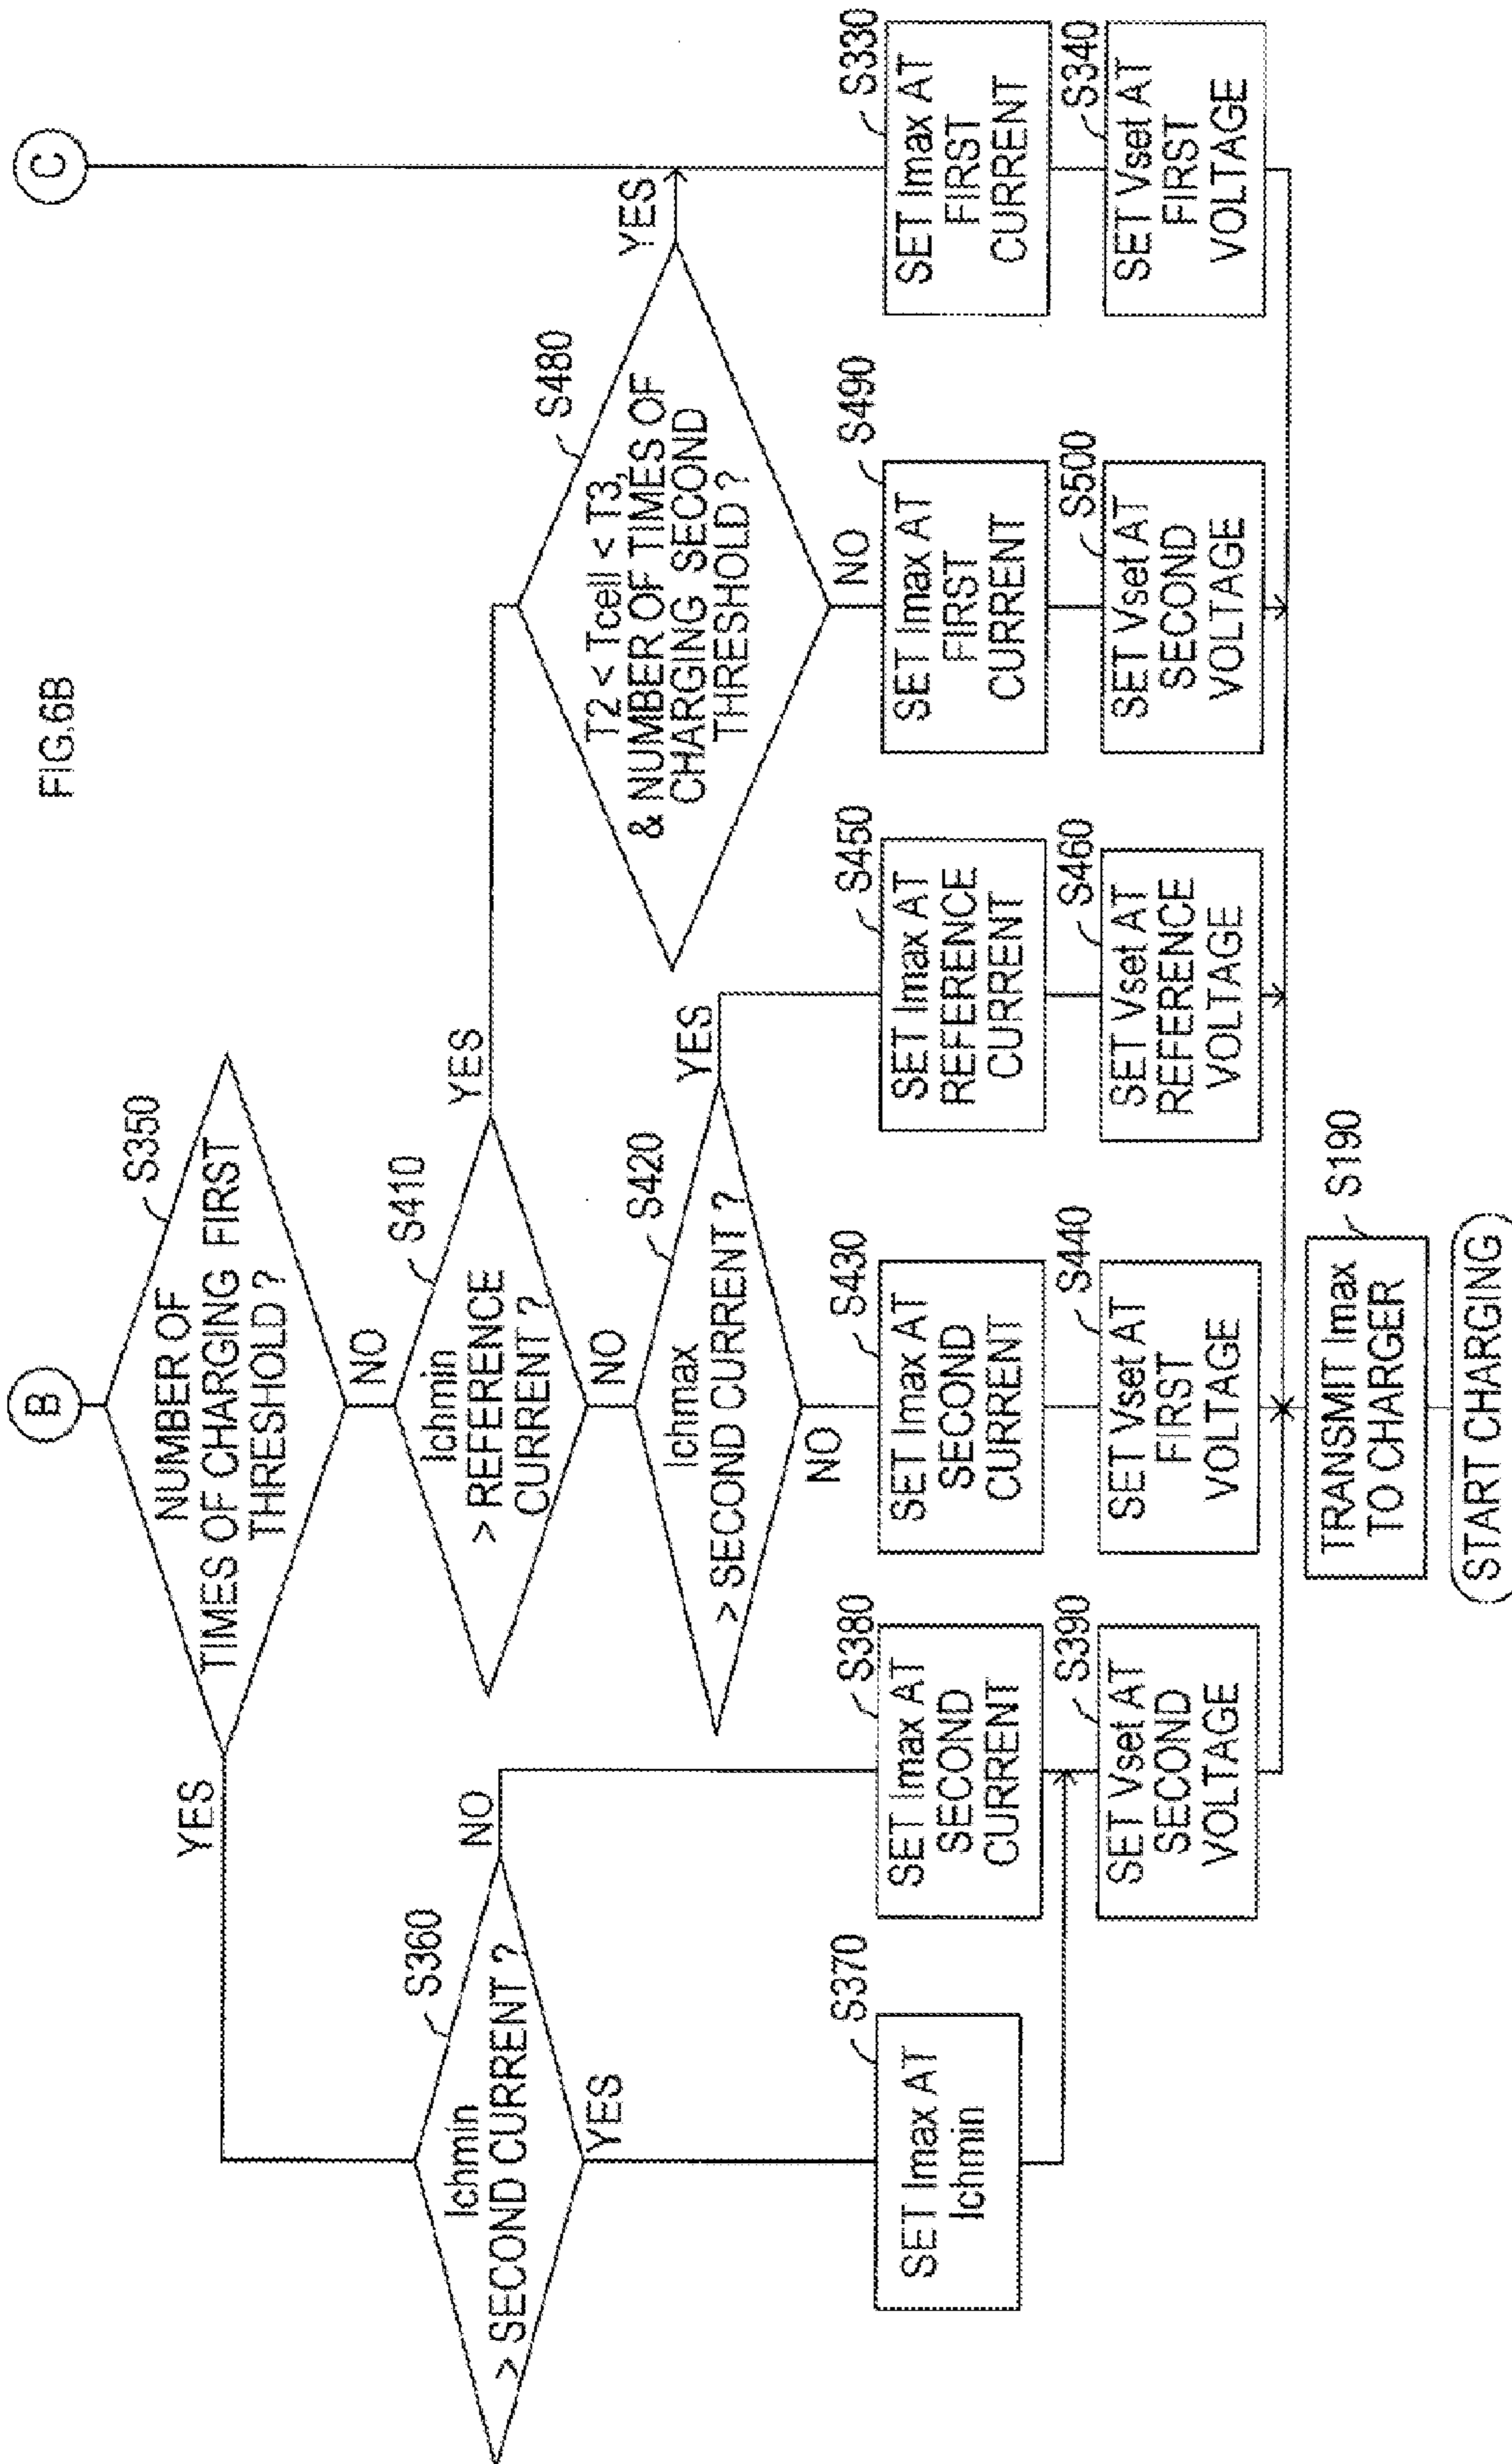 FIG.6B
B
C
NUMBER OF
TIMES OF CHARGING FIRST
THRESHOLD ?
S350
YES
NO
Ichmin
> SECOND CURRENT ?
S360
NO
YES
Ichmin
> REFERENCE
CURRENT ?
S410
YES
NO
Ichmax
> SECOND CURRENT ?
S420
YES
NO
T2 < Tcell < T3,
& NUMBER OF TIMES OF
CHARGING SECOND
THRESHOLD ?
S480
YES
NO
SET Imax AT
Ichmin
S370
SET Imax AT
SECOND
CURRENT
S380
SET Imax AT
SECOND
CURRENT
S430
SET Imax AT
REFERENCE
CURRENT
S450
SET Imax AT
FIRST
CURRENT
S490
SET Imax AT
FIRST
CURRENT
S330
SET Vset AT
SECOND
VOLTAGE
S390
SET Vset AT
FIRST
VOLTAGE
S440
SET Vset AT
REFERENCE
VOLTAGE
S460
SET Vset AT
SECOND
VOLTAGE
S500
SET Vset AT
FIRST
VOLTAGE
S340
TRANSMIT Imax
TO CHARGER
S190
START CHARGING